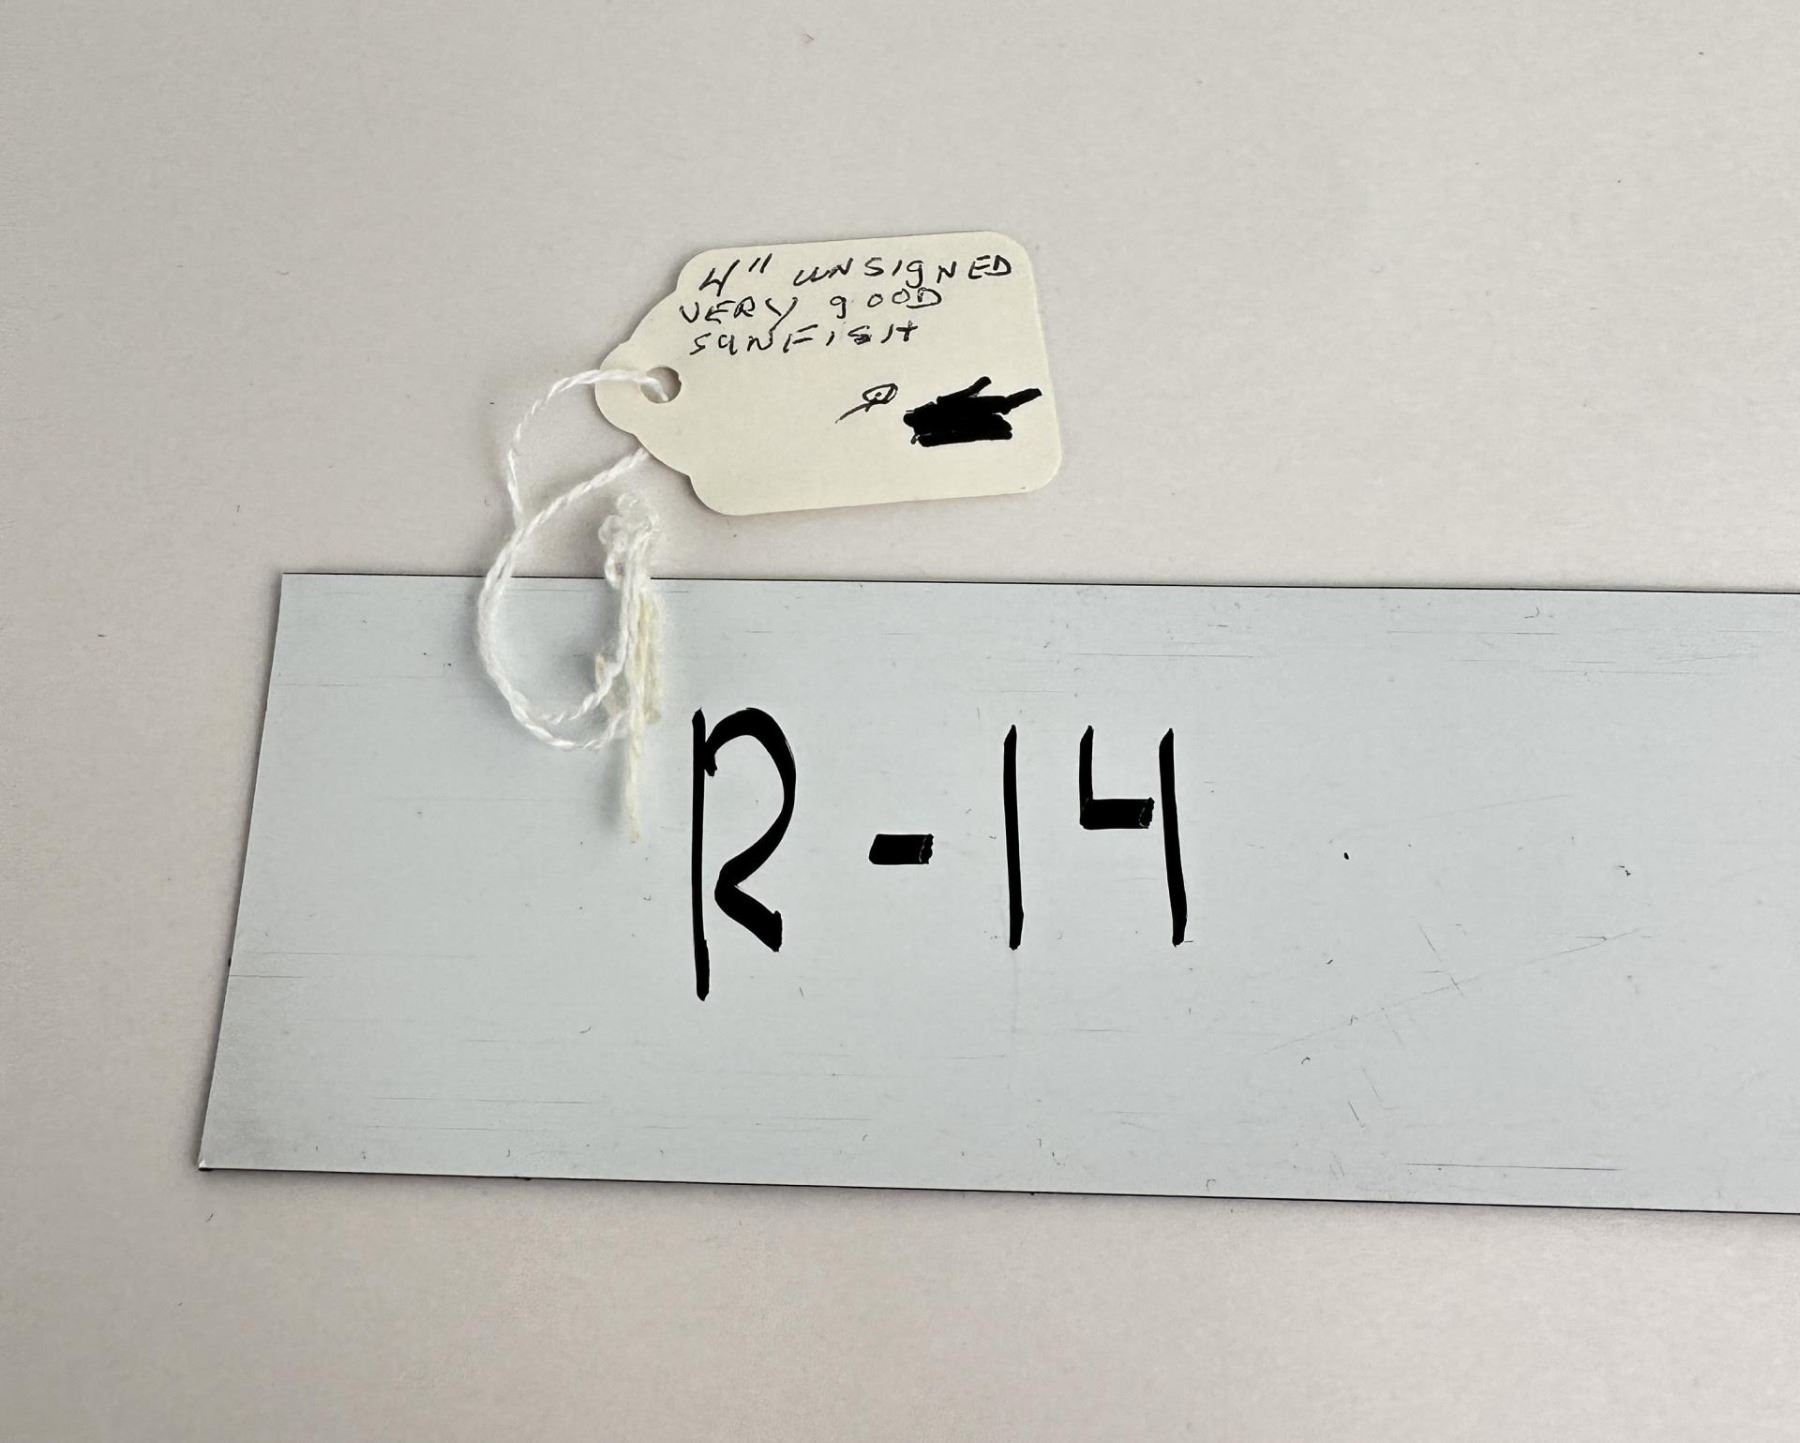 4" UNSIgNED
VERY gOOD
SUNFISH
R-14